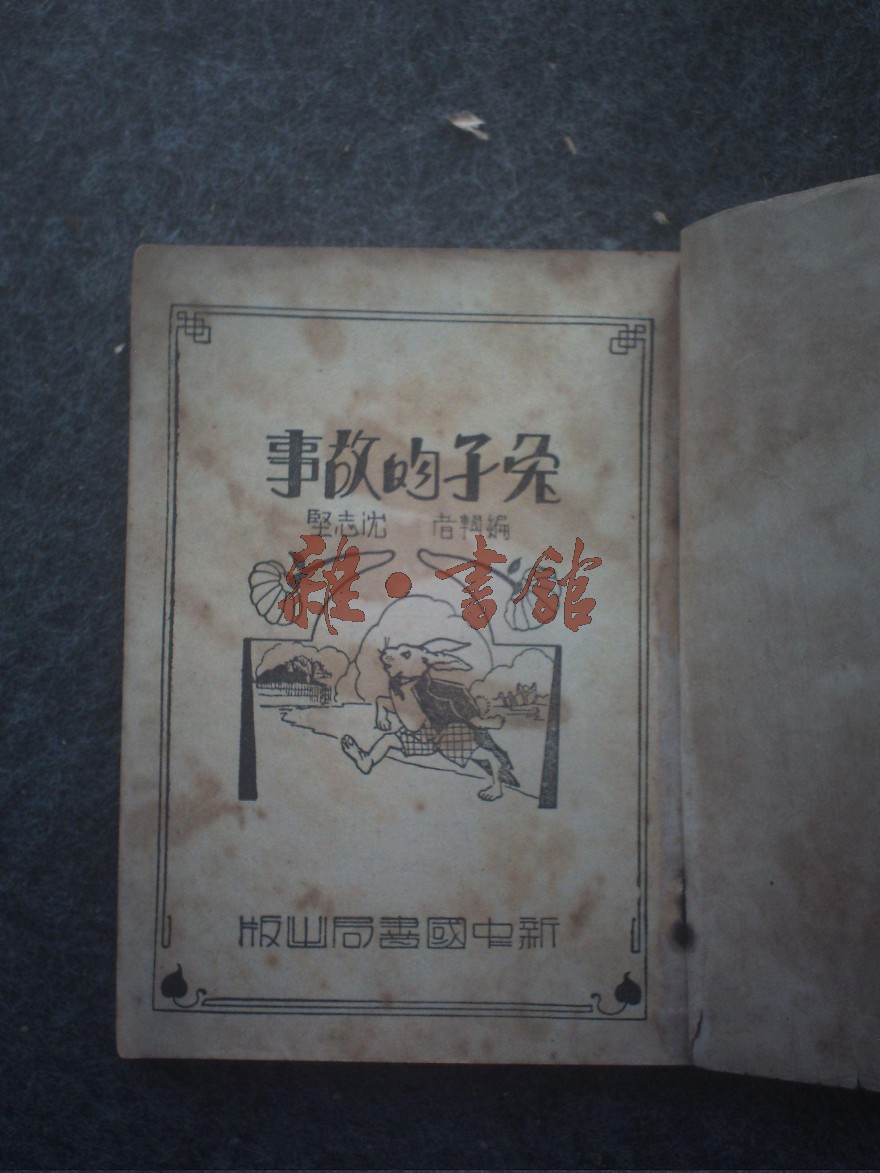 兔子的故事
編輯者 沈志堅
雜·書館
新中國書局出版